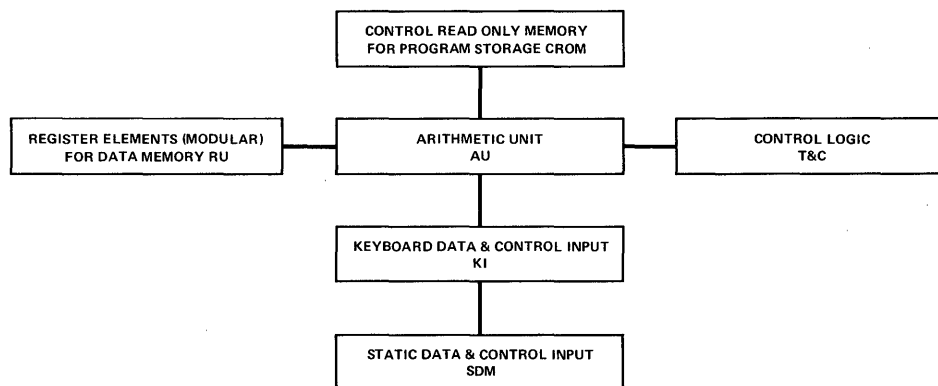 CONTROL READ ONLY MEMORY
FOR PROGRAM STORAGE CROM
REGISTER ELEMENTS (MODULAR)
FOR DATA MEMORY RU
ARITHMETIC UNIT
AU
CONTROL LOGIC
T&C
KEYBOARD DATA & CONTROL INPUT
KI
STATIC DATA & CONTROL INPUT
SDM